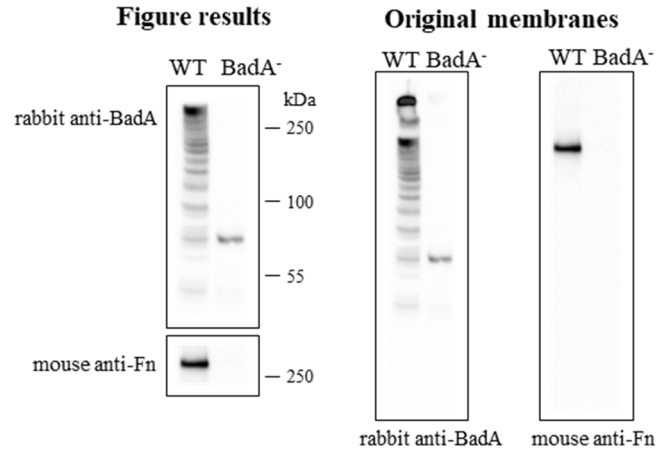 Figure results
Original membranes
WT BadA-
WT BadA-
WT BadA-
kDa
rabbit anti-BadA
250
100
55
mouse anti-Fn
250
rabbit anti-BadA
mouse anti-Fn